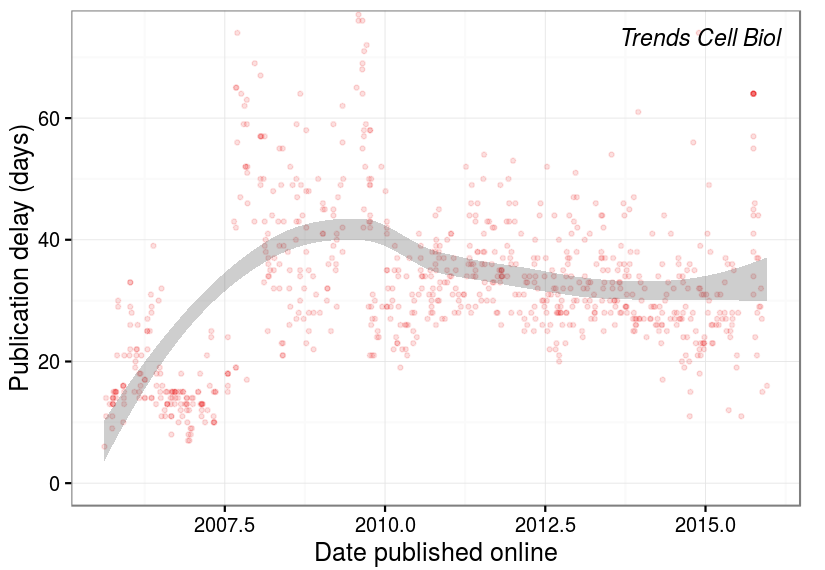 Trends Cell Biol
Publication delay (days)
60
40
20
0
2007.5 2010.0 2012.5 2015.0
Date published online